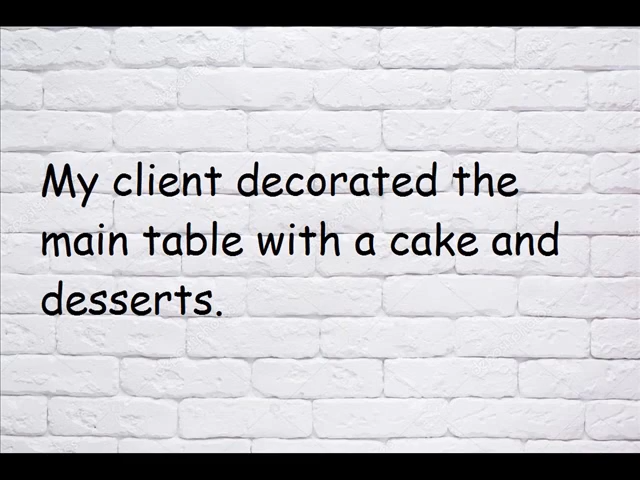 My client decorated the
main table with a cake and
desserts.